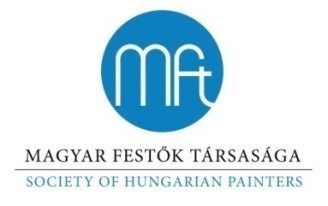 mft
MAGYAR FESTŐK TÁRSASÁGA
SOCIETY OF HUNGARIAN PAINTERS